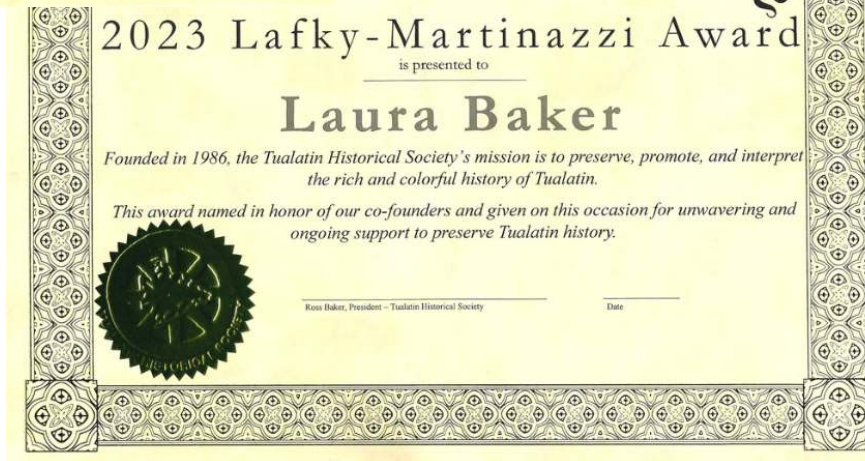 2023 Lafky-Martinazzi Award
is presented to
Laura Baker
Founded in 1986, the Tualatin Historical Society's mission is to preserve, promote, and interpret
the rich and colorful history of Tualatin.
This award named in honor of our co-founders and given on this occasion for unwavering and
ongoing support to preserve Tualatin history.
Ross Baker, President – Tualatin Historical Society
Date
HISTORICAL SOCIETY